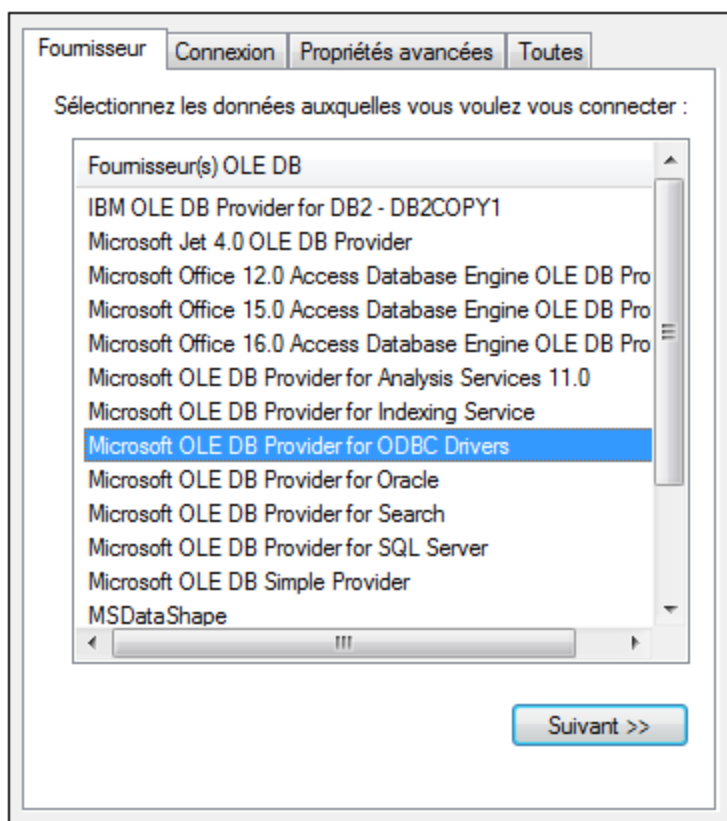 Fournisseur Connexion Propriétés avancées Toutes
Sélectionnez les données auxquelles vous voulez vous connecter :
Fournisseur(s) OLE DB
IBM OLE DB Provider for DB2 - DB2COPY1
Microsoft Jet 4.0 OLE DB Provider
Microsoft Office 12.0 Access Database Engine OLE DB Pro
Microsoft Office 15.0 Access Database Engine OLE DB Pro
Microsoft Office 16.0 Access Database Engine OLE DB Pro
Microsoft OLE DB Provider for Analysis Services 11.0
Microsoft OLE DB Provider for Indexing Service
Microsoft OLE DB Provider for ODBC Drivers
Microsoft OLE DB Provider for Oracle
Microsoft OLE DB Provider for Search
Microsoft OLE DB Provider for SQL Server
Microsoft OLE DB Simple Provider
MSDataShape
Suivant >>